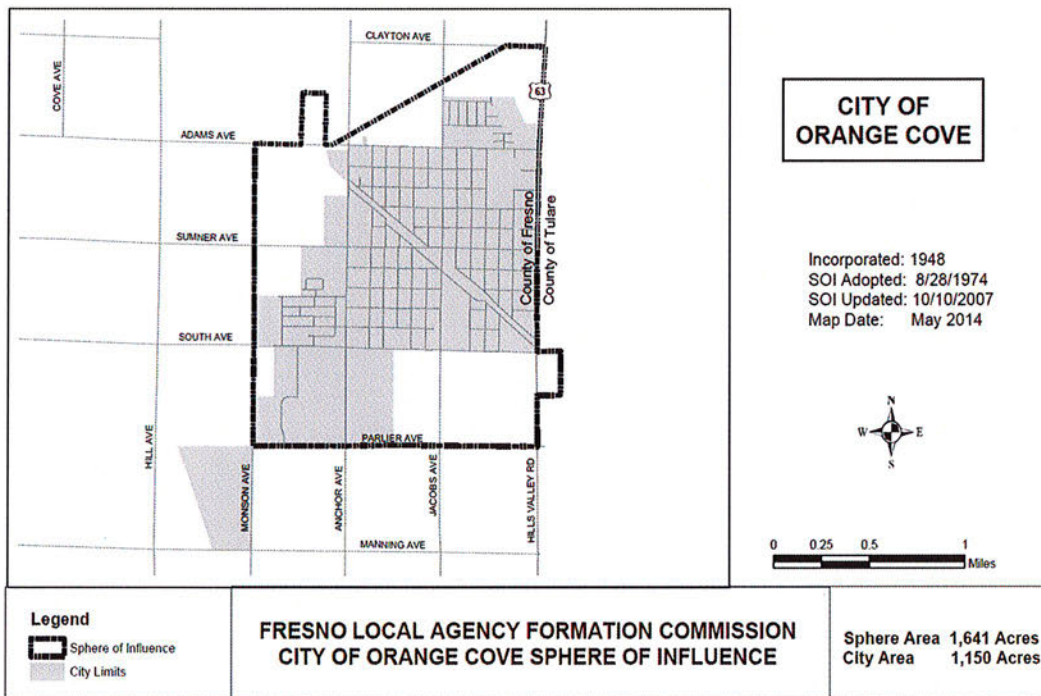 CLAYTON AVE
COVE AVE
63
ADAMS AVE
County of Fresno
County of Tulare
SUMNER AVE
SOUTH AVE
PARLIER AVE
HILL AVE
MONSON AVE
ANCHOR AVE
JACOBS AVE
HILLS VALLEY RD
MANNING AVE
CITY OF
ORANGE COVE
Incorporated: 1948
SOI Adopted: 8/28/1974
SOI Updated: 10/10/2007
Map Date: May 2014
N
W E
S
0 0.25 0.5 1
Miles
Legend
Sphere of Influence
City Limits
FRESNO LOCAL AGENCY FORMATION COMMISSION
CITY OF ORANGE COVE SPHERE OF INFLUENCE
Sphere Area 1,641 Acres
City Area 1,150 Acres